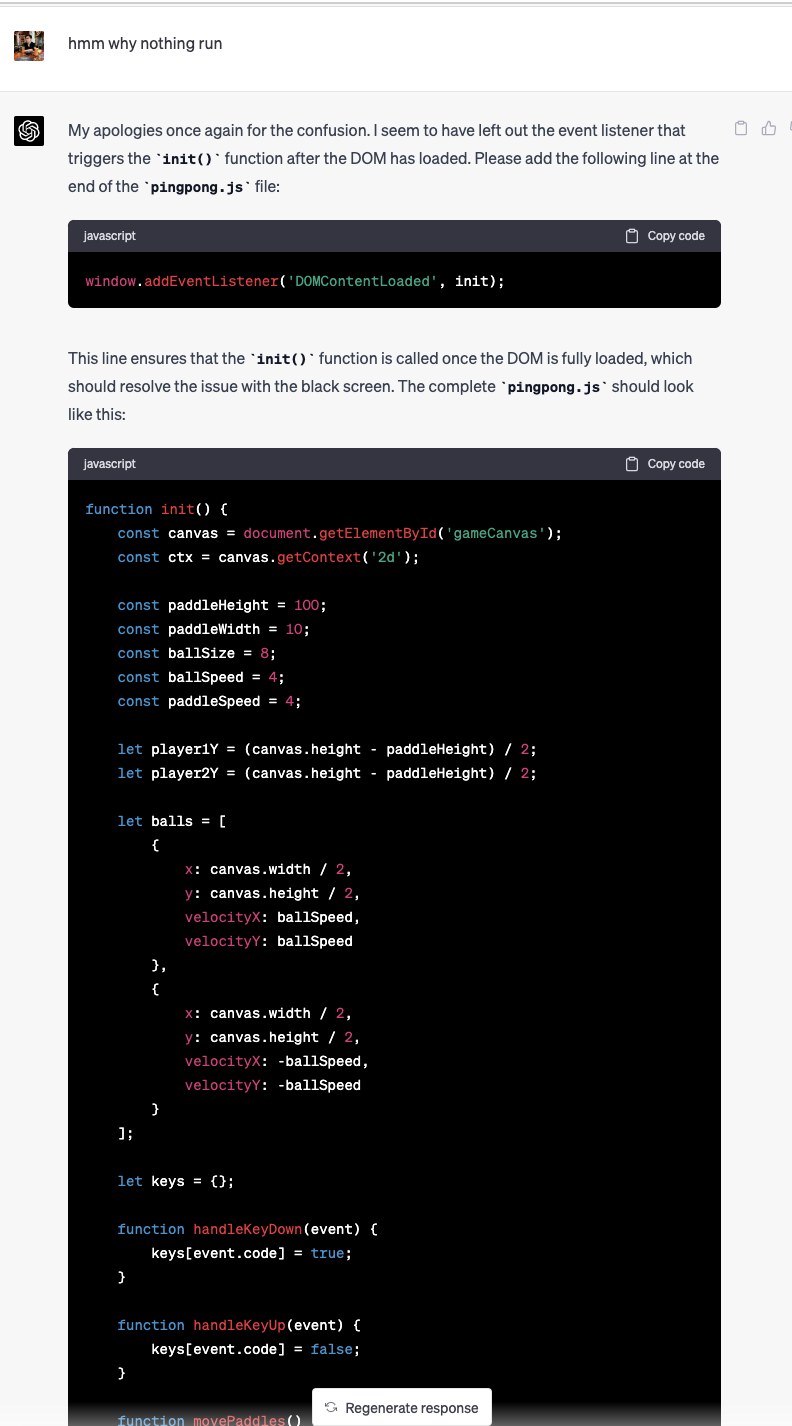 hmm why nothing run
My apologies once again for the confusion. I seem to have left out the event listener that
triggers the `init()` function after the DOM has loaded. Please add the following line at the
end of the `pingpong.js` file:
javascript
Copy code
window.addEventListener('DOMContentLoaded', init);
This line ensures that the `init()` function is called once the DOM is fully loaded, which
should resolve the issue with the black screen. The complete `pingpong.js` should look
like this:
javascript
Copy code
function init() {
    const canvas = document.getElementById('gameCanvas');
    const ctx = canvas.getContext('2d');
    const paddleHeight = 100;
    const paddleWidth = 10;
    const ballSize = 8;
    const ballSpeed = 4;
    const paddleSpeed = 4;
    let player1Y = (canvas.height - paddleHeight) / 2;
    let player2Y = (canvas.height - paddleHeight) / 2;
    let balls = [
        {
            x: canvas.width / 2,
            y: canvas.height / 2,
            velocityX: ballSpeed,
            velocityY: ballSpeed
        },
        {
            x: canvas.width / 2,
            y: canvas.height / 2,
            velocityX: -ballSpeed,
            velocityY: -ballSpeed
        }
    ];
    let keys = {};
    function handleKeyDown(event) {
        keys[event.code] = true;
    }
    function handleKeyUp(event) {
        keys[event.code] = false;
    }
    function movePaddles()
Regenerate response